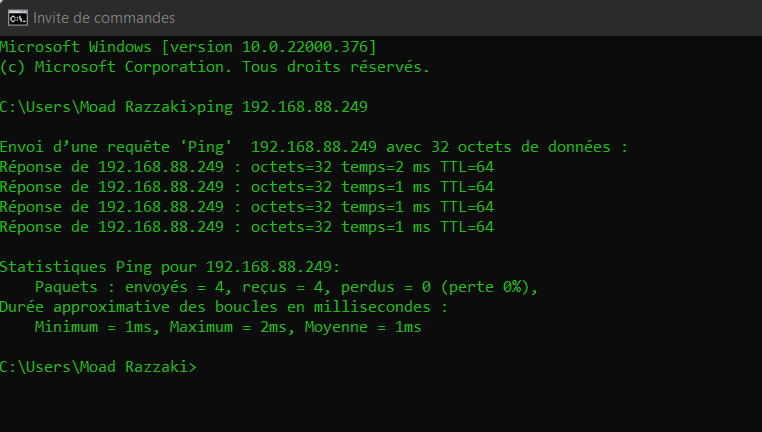 Invite de commandes
Microsoft Windows [version 10.0.22000.376]
(c) Microsoft Corporation. Tous droits réservés.
C:\Users\Moad Razzaki>ping 192.168.88.249
Envoi d’une requête 'Ping'  192.168.88.249 avec 32 octets de données :
Réponse de 192.168.88.249 : octets=32 temps=2 ms TTL=64
Réponse de 192.168.88.249 : octets=32 temps=1 ms TTL=64
Réponse de 192.168.88.249 : octets=32 temps=1 ms TTL=64
Réponse de 192.168.88.249 : octets=32 temps=1 ms TTL=64
Statistiques Ping pour 192.168.88.249:
    Paquets : envoyés = 4, reçus = 4, perdus = 0 (perte 0%),
Durée approximative des boucles en millisecondes :
    Minimum = 1ms, Maximum = 2ms, Moyenne = 1ms
C:\Users\Moad Razzaki>